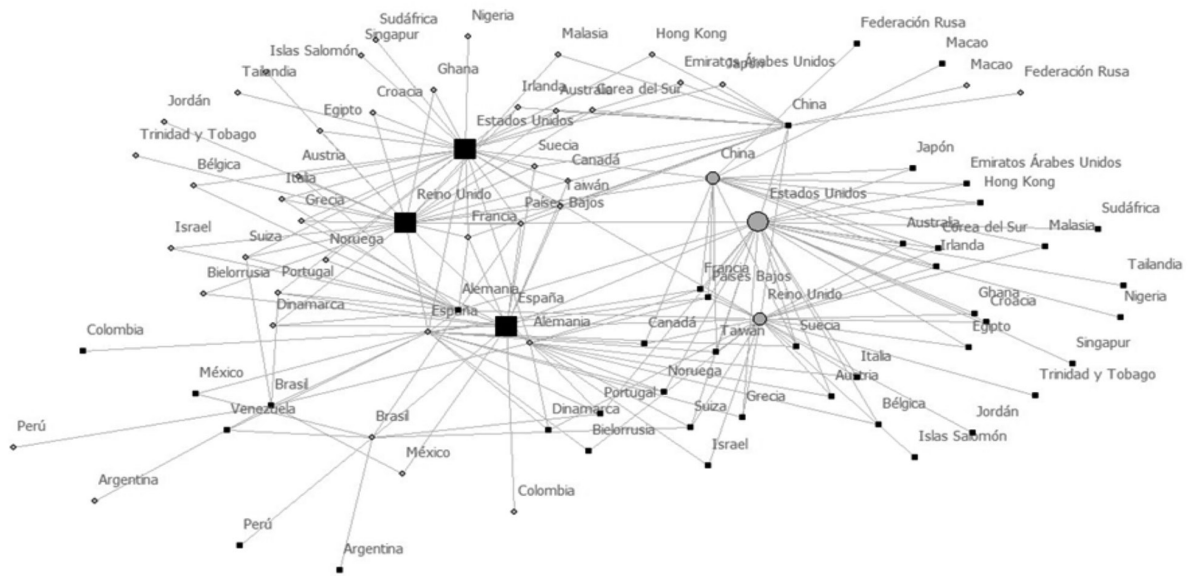 Nigeria
Sudáfrica
Federación Rusa
Singapur
Malasia
Hong Kong
Macao
Islas Salomón
Emiratos Árabes Unidos
Japón
Macao
Federación Rusa
Tailandia
Ghana
Croacia
Irlanda
Australia
Corea del Sur
China
Jordán
Egipto
Estados Unidos
Trinidad y Tobago
Suecia
Canadá
China
Japón
Bélgica
Austria
Emiratos Árabes Unidos
Italia
Taiwán
Hong Kong
Grecia
Reino Unido
Países Bajos
Estados Unidos
Sudáfrica
Israel
Suiza
Noruega
Francia
Australia
Corea del Sur
Malasia
Irlanda
Bielorrusia
Portugal
Francia
Países Bajos
Tailandia
Alemania
España
Reino Unido
Ghana
Nigeria
Dinamarca
España
Croacia
Colombia
Alemania
Canadá
Taiwán
Suecia
Egipto
Singapur
México
Brasil
Noruega
Italia
Austria
Trinidad y Tobago
Venezuela
Brasil
Dinamarca
Portugal
Suiza
Grecia
Bélgica
Jordán
Perú
Bielorrusia
Islas Salomón
México
Israel
Argentina
Colombia
Perú
Argentina